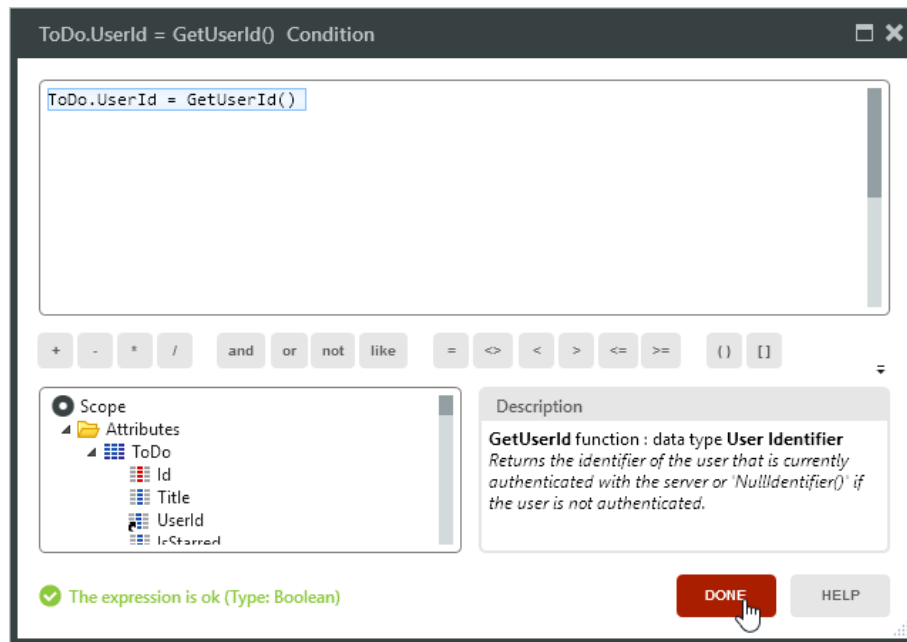 ToDo.UserId = GetUserId() Condition
ToDo.UserId = GetUserId()
+ - * / and or not like = <> < > <= >= () []
Scope
Attributes
ToDo
Id
Title
UserId
IsStarred
Description
GetUserId function : data type User Identifier
Returns the identifier of the user that is currently
authenticated with the server or 'NullIdentifier()' if
the user is not authenticated.
The expression is ok (Type: Boolean)
DONE
HELP